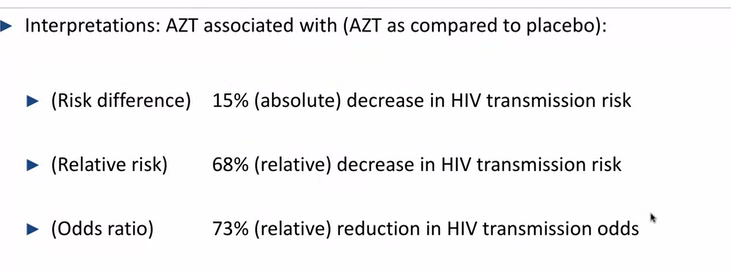 Interpretations: AZT associated with (AZT as compared to placebo):
(Risk difference) 15% (absolute) decrease in HIV transmission risk
(Relative risk) 68% (relative) decrease in HIV transmission risk
(Odds ratio) 73% (relative) reduction in HIV transmission odds